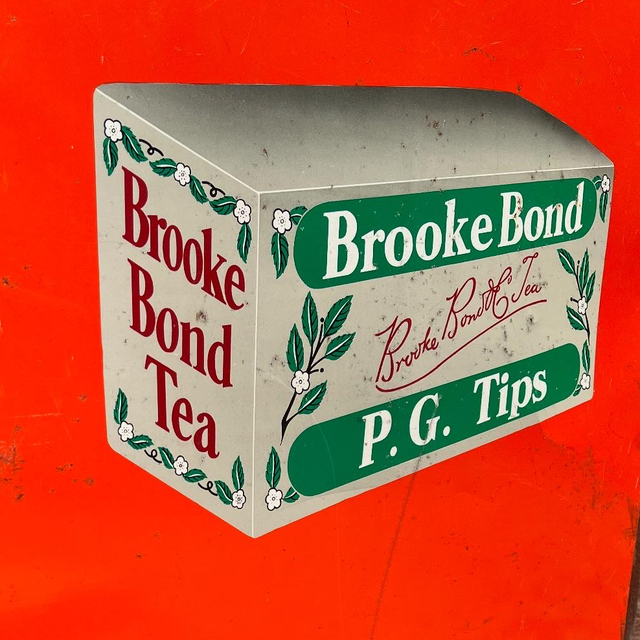 Brooke
Bond
Tea
Brooke Bond
Brooke Bond & Co's Tea
P.G. Tips